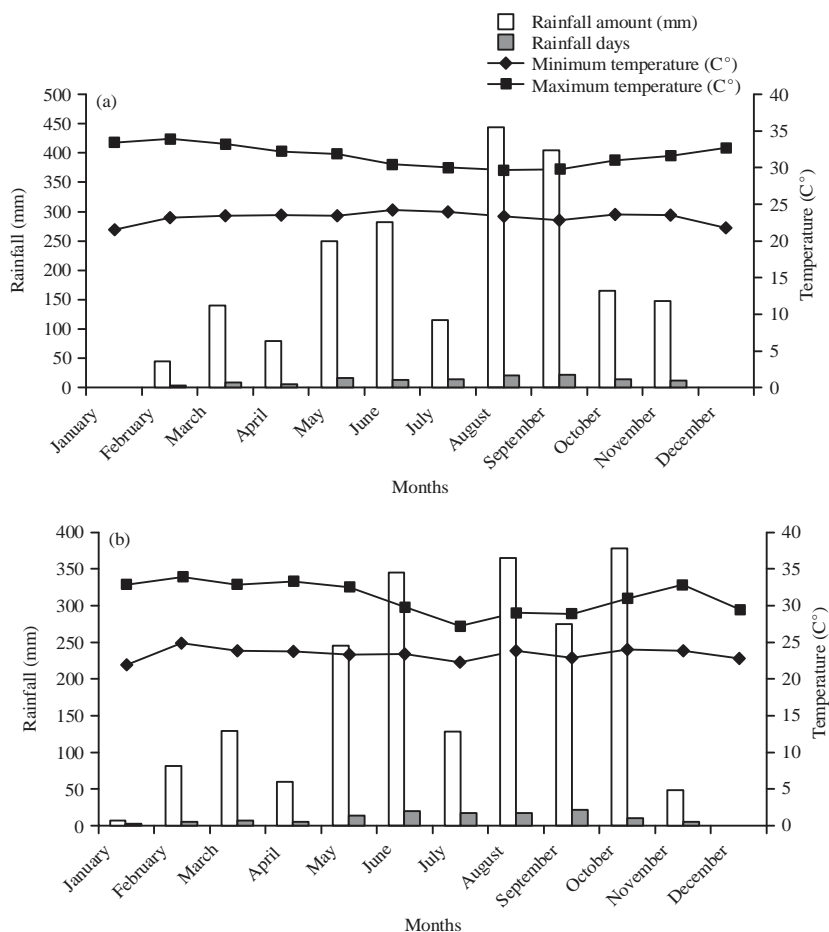 Rainfall amount (mm)
Rainfall days
Minimum temperature (C°)
Maximum temperature (C°)
(a)
500
450
400
350
300
250
200
150
100
50
0
Rainfall (mm)
40
35
30
25
20
15
10
5
0
Temperature (C°)
January
February
March
April
May
June
July
August
September
October
November
December
Months
(b)
400
350
300
250
200
150
100
50
0
Rainfall (mm)
40
35
30
25
20
15
10
5
0
Temperature (C°)
January
February
March
April
May
June
July
August
September
October
November
December
Months